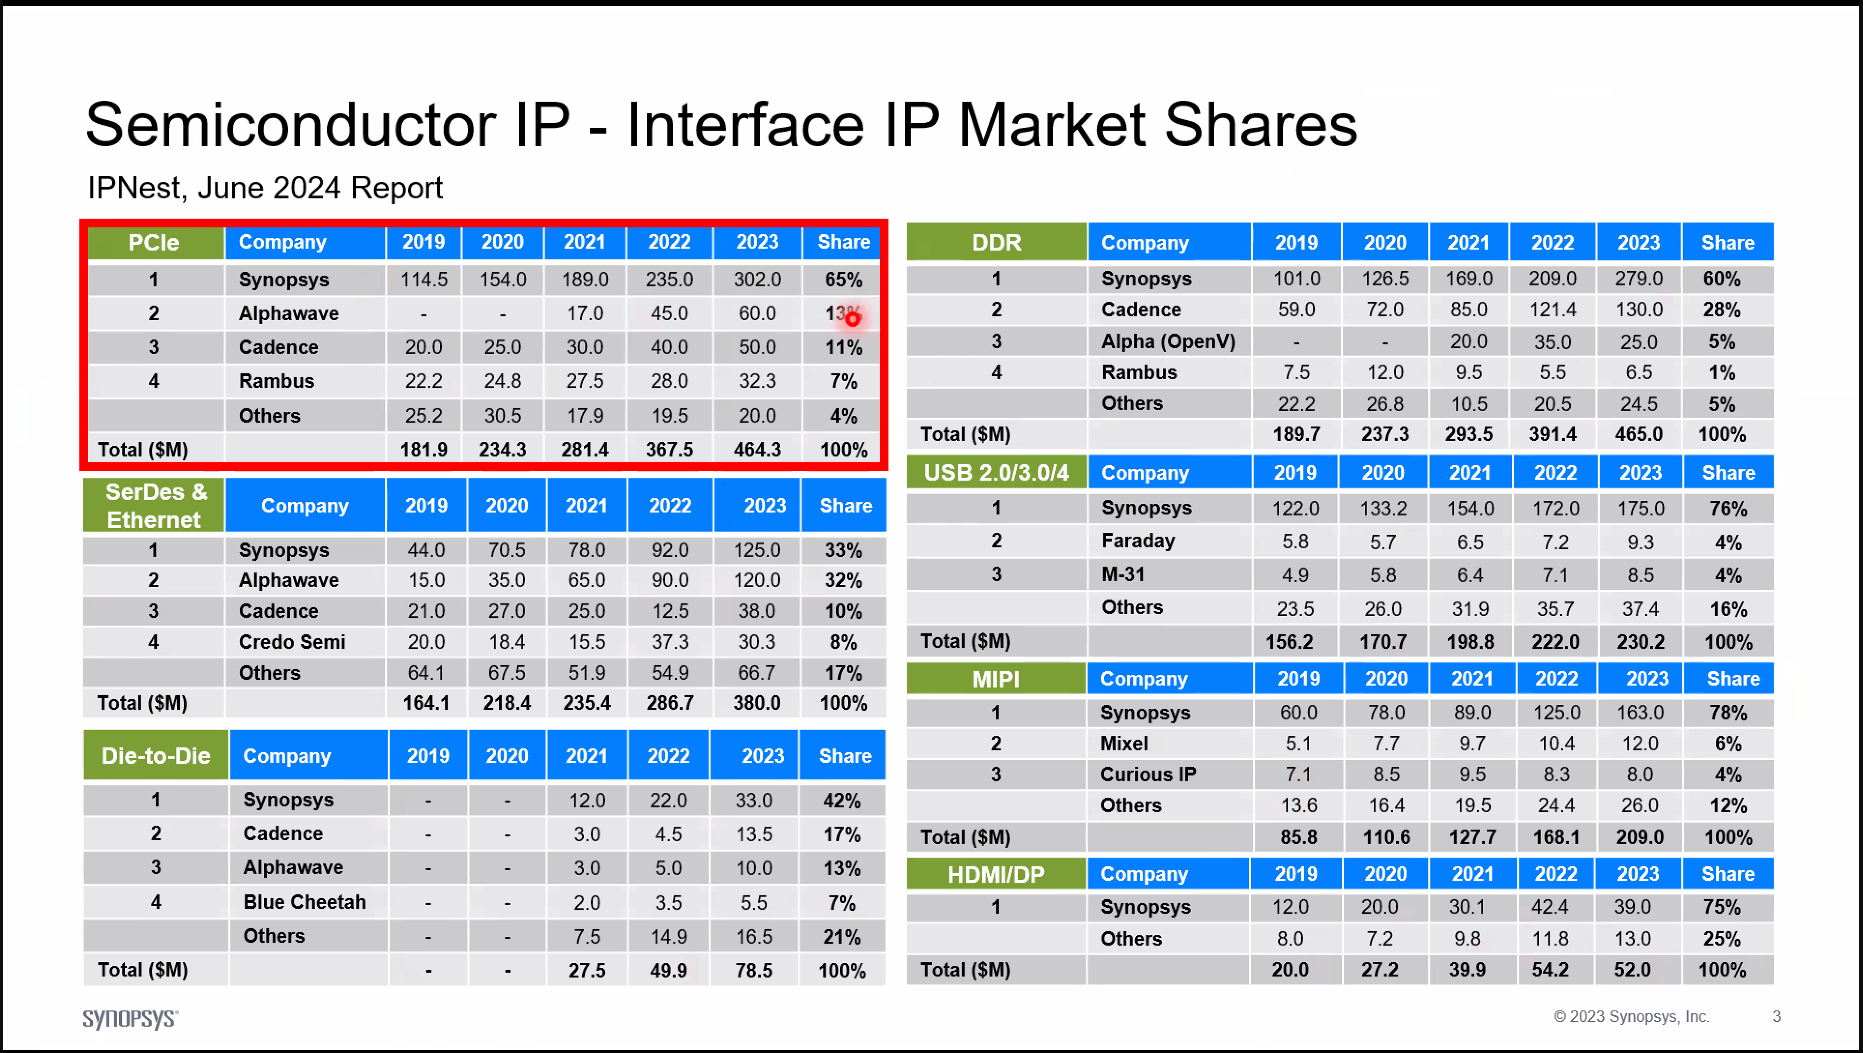 Semiconductor IP - Interface IP Market Shares
IPNest, June 2024 Report
PCIe Company 2019 2020 2021 2022 2023 Share
1 Synopsys 114.5 154.0 189.0 235.0 302.0 65%
2 Alphawave - - 17.0 45.0 60.0 13%
3 Cadence 20.0 25.0 30.0 40.0 50.0 11%
4 Rambus 22.2 24.8 27.5 28.0 32.3 7%
Others 25.2 30.5 17.9 19.5 20.0 4%
Total ($M) 181.9 234.3 281.4 367.5 464.3 100%
SerDes & Ethernet Company 2019 2020 2021 2022 2023 Share
1 Synopsys 44.0 70.5 78.0 92.0 125.0 33%
2 Alphawave 15.0 35.0 65.0 90.0 120.0 32%
3 Cadence 21.0 27.0 25.0 12.5 38.0 10%
4 Credo Semi 20.0 18.4 15.5 37.3 30.3 8%
Others 64.1 67.5 51.9 54.9 66.7 17%
Total ($M) 164.1 218.4 235.4 286.7 380.0 100%
Die-to-Die Company 2019 2020 2021 2022 2023 Share
1 Synopsys - - 12.0 22.0 33.0 42%
2 Cadence - - 3.0 4.5 13.5 17%
3 Alphawave - - 3.0 5.0 10.0 13%
4 Blue Cheetah - - 2.0 3.5 5.5 7%
Others - - 7.5 14.9 16.5 21%
Total ($M) - - 27.5 49.9 78.5 100%
DDR Company 2019 2020 2021 2022 2023 Share
1 Synopsys 101.0 126.5 169.0 209.0 279.0 60%
2 Cadence 59.0 72.0 85.0 121.4 130.0 28%
3 Alpha (OpenV) - - 20.0 35.0 25.0 5%
4 Rambus 7.5 12.0 9.5 5.5 6.5 1%
Others 22.2 26.8 10.5 20.5 24.5 5%
Total ($M) 189.7 237.3 293.5 391.4 465.0 100%
USB 2.0/3.0/4 Company 2019 2020 2021 2022 2023 Share
1 Synopsys 122.0 133.2 154.0 172.0 175.0 76%
2 Faraday 5.8 5.7 6.5 7.2 9.3 4%
3 M-31 4.9 5.8 6.4 7.1 8.5 4%
Others 23.5 26.0 31.9 35.7 37.4 16%
Total ($M) 156.2 170.7 198.8 222.0 230.2 100%
MIPI Company 2019 2020 2021 2022 2023 Share
1 Synopsys 60.0 78.0 89.0 125.0 163.0 78%
2 Mixel 5.1 7.7 9.7 10.4 12.0 6%
3 Curious IP 7.1 8.5 9.5 8.3 8.0 4%
Others 13.6 16.4 19.5 24.4 26.0 12%
Total ($M) 85.8 110.6 127.7 168.1 209.0 100%
HDMI/DP Company 2019 2020 2021 2022 2023 Share
1 Synopsys 12.0 20.0 30.1 42.4 39.0 75%
Others 8.0 7.2 9.8 11.8 13.0 25%
Total ($M) 20.0 27.2 39.9 54.2 52.0 100%
SYNOPSYS®
© 2023 Synopsys, Inc. 3